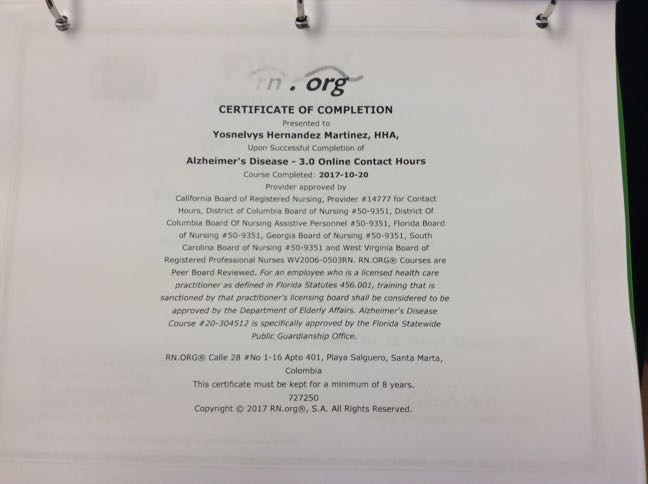 rn.org
CERTIFICATE OF COMPLETION
Presented to
Yosnelvys Hernandez Martinez, HHA,
Upon Successful Completion of
Alzheimer's Disease - 3.0 Online Contact Hours
Course Completed: 2017-10-20
Provider approved by
California Board of Registered Nursing, Provider #14777 for Contact
Hours, District of Columbia Board of Nursing #50-9351, District Of
Columbia Board Of Nursing Assistive Personnel #50-9351, Florida Board
of Nursing #50-9351, Georgia Board of Nursing #50-9351, South
Carolina Board of Nursing #50-9351 and West Virginia Board of
Registered Professional Nurses WV2006-0503RN. RN.ORG® Courses are
Peer Board Reviewed. For an employee who is a licensed health care
practitioner as defined in Florida Statutes 456.001, training that is
sanctioned by that practitioner's licensing board shall be considered to be
approved by the Department of Elderly Affairs. Alzheimer's Disease
Course #20-304512 is specifically approved by the Florida Statewide
Public Guardianship Office.
RN.ORG® Calle 28 #No 1-16 Apto 401, Playa Salguero, Santa Marta,
Colombia
This certificate must be kept for a minimum of 8 years.
727250
Copyright © 2017 RN.org®, S.A. All Rights Reserved.